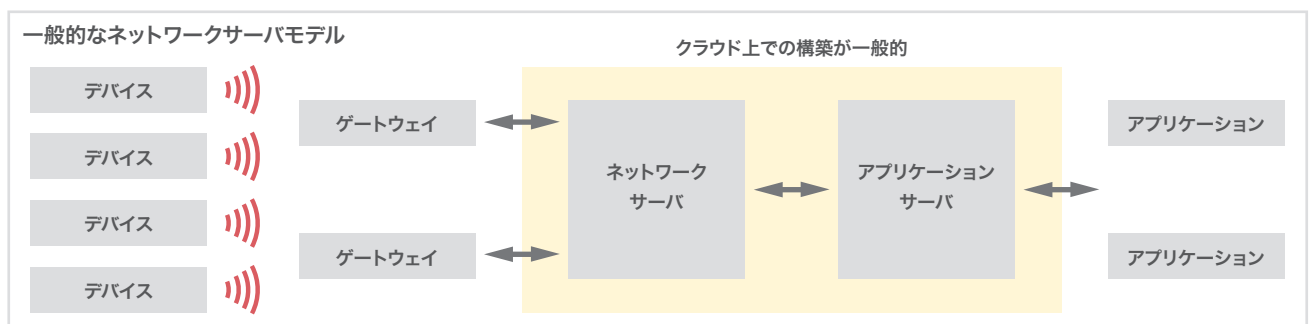 一般的なネットワークサーバモデル
クラウド上での構築が一般的
デバイス
デバイス
デバイス
デバイス
ゲートウェイ
ゲートウェイ
ネットワーク
サーバ
アプリケーション
サーバ
アプリケーション
アプリケーション